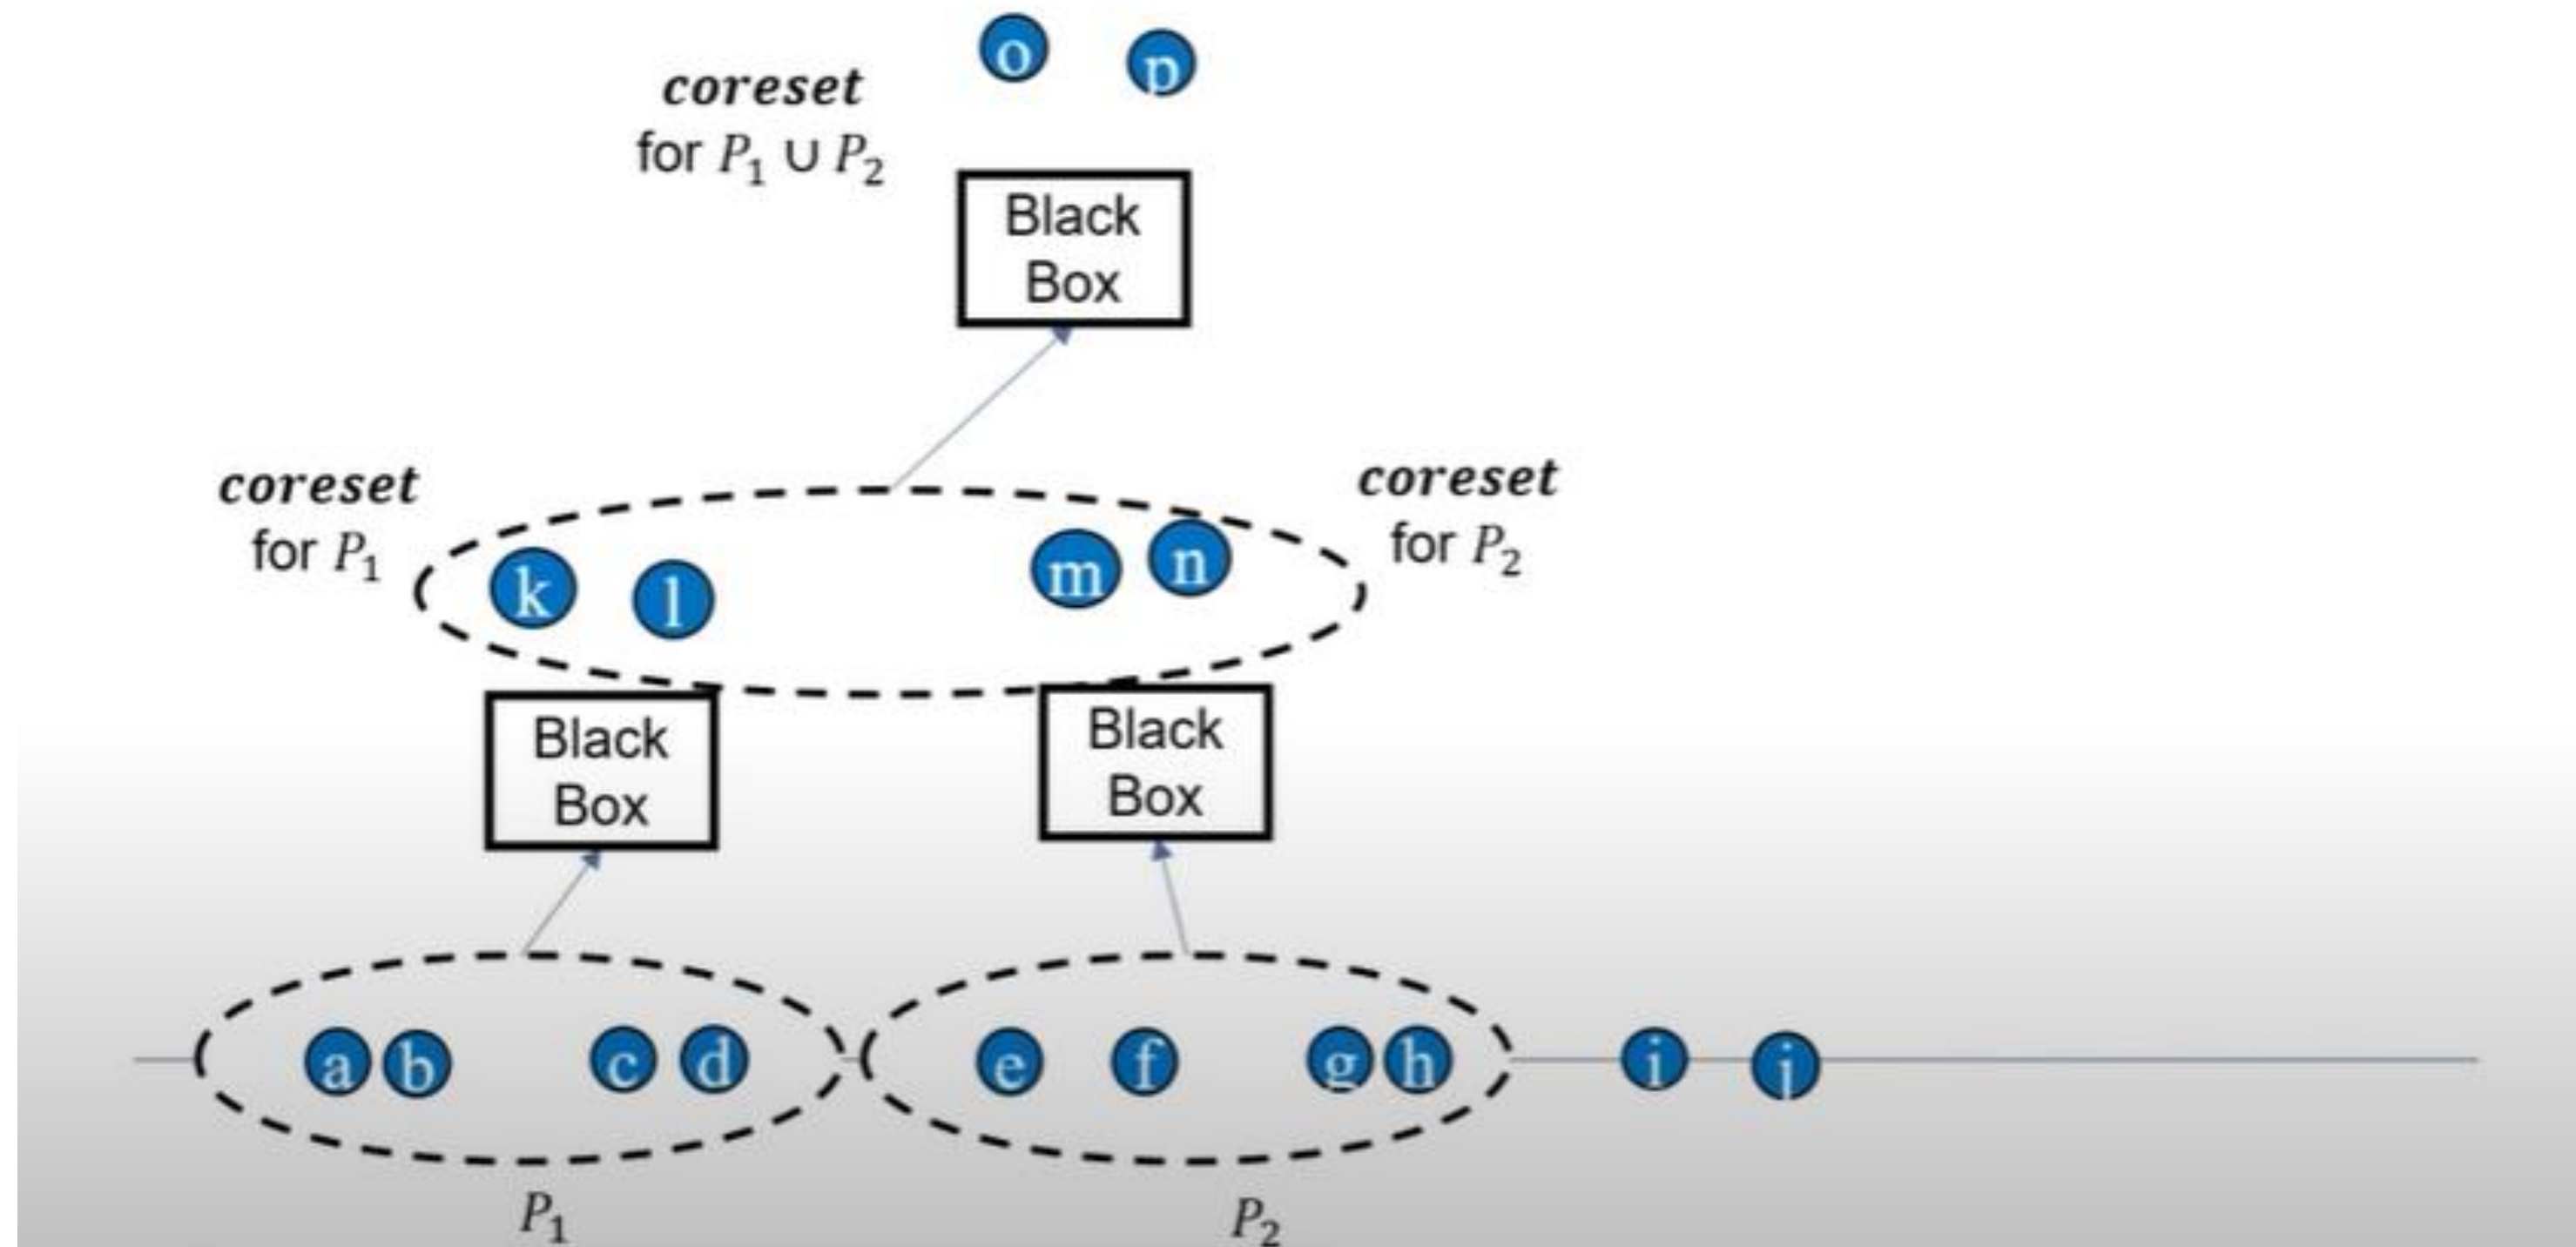 o p
coreset
for P₁ ∪ P₂
Black
Box
coreset
for P₁
k l m n
coreset
for P₂
Black
Box
Black
Box
a b c d e f g h i j
P₁ P₂